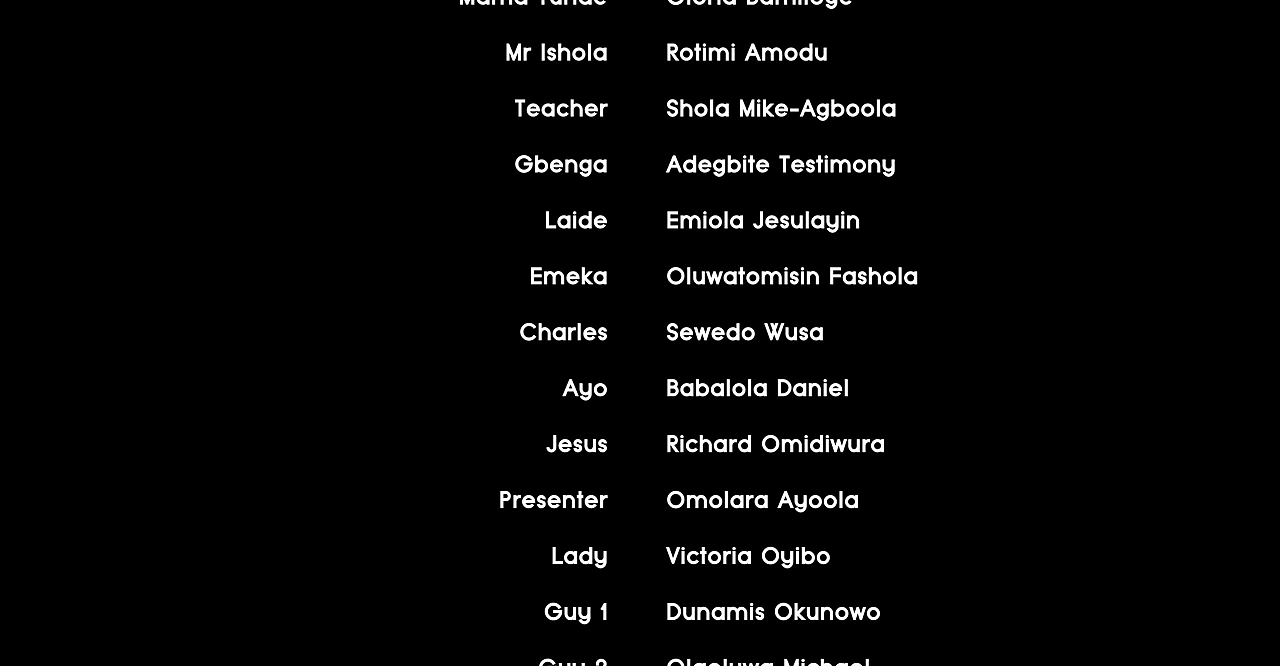 Mr Ishola Rotimi Amodu
Teacher Shola Mike-Agboola
Gbenga Adegbite Testimony
Laide Emiola Jesulayin
Emeka Oluwatomisin Fashola
Charles Sewedo Wusa
Ayo Babalola Daniel
Jesus Richard Omidiwura
Presenter Omolara Ayoola
Lady Victoria Oyibo
Guy 1 Dunamis Okunowo